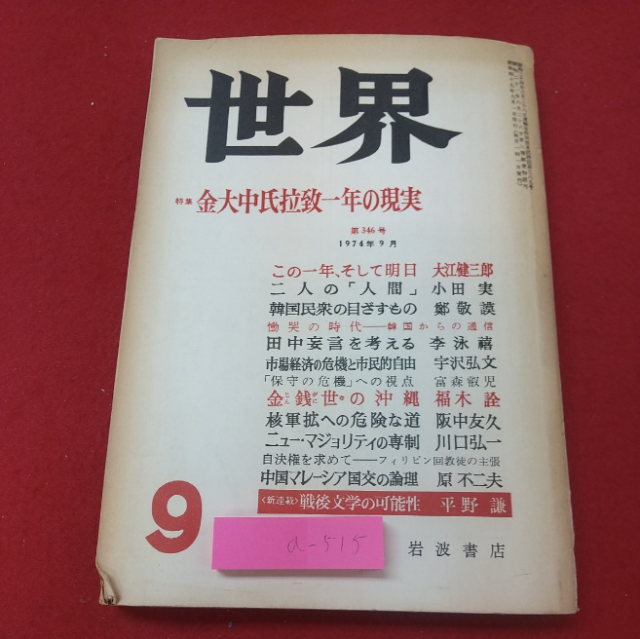 世界
特集 金大中氏拉致一年の現実
第346号
1974年9月
この一年、そして明日 大江健三郎
二人の「人間」 小田 実
韓国民衆の目ざすもの 鄭敬謨
慟哭の時代――韓国からの通信
田中妄言を考える 李泳禧
市場経済の危機と市民的自由 宇沢弘文
「保守の危機」への視点 富森叡児
金銭世の沖縄 福木 詮
核軍拡への危険な道 阪中友久
ニュー・マジョリティの専制 川口弘一
自決権を求めて――フィリピン回教徒の主張
中国マレーシア国交の論理 原 不二夫
〈新連載〉戦後文学の可能性 平野 謙
9
a-515
岩波書店